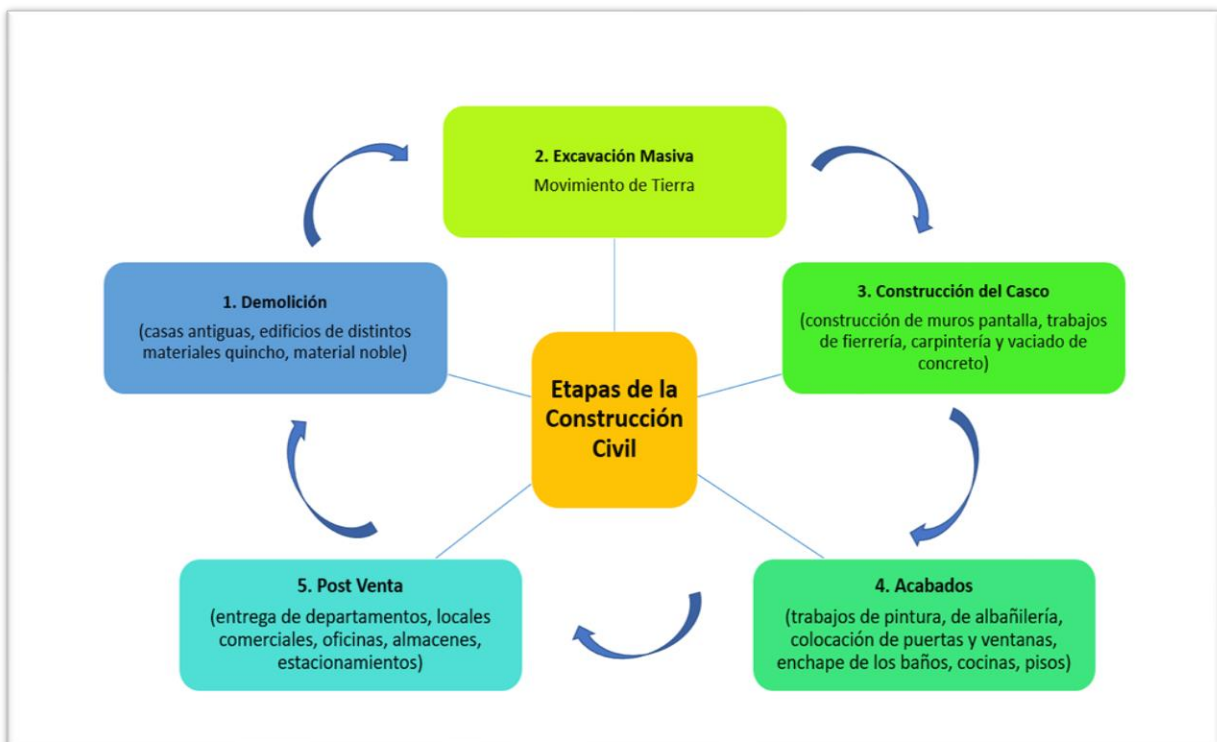 2. Excavación Masiva
Movimiento de Tierra
1. Demolición
(casas antiguas, edificios de distintos
materiales quincho, material noble)
3. Construcción del Casco
(construcción de muros pantalla, trabajos
de fierrería, carpintería y vaciado de
concreto)
Etapas de la
Construcción
Civil
5. Post Venta
(entrega de departamentos, locales
comerciales, oficinas, almacenes,
estacionamientos)
4. Acabados
(trabajos de pintura, de albañilería,
colocación de puertas y ventanas,
enchape de los baños, cocinas, pisos)